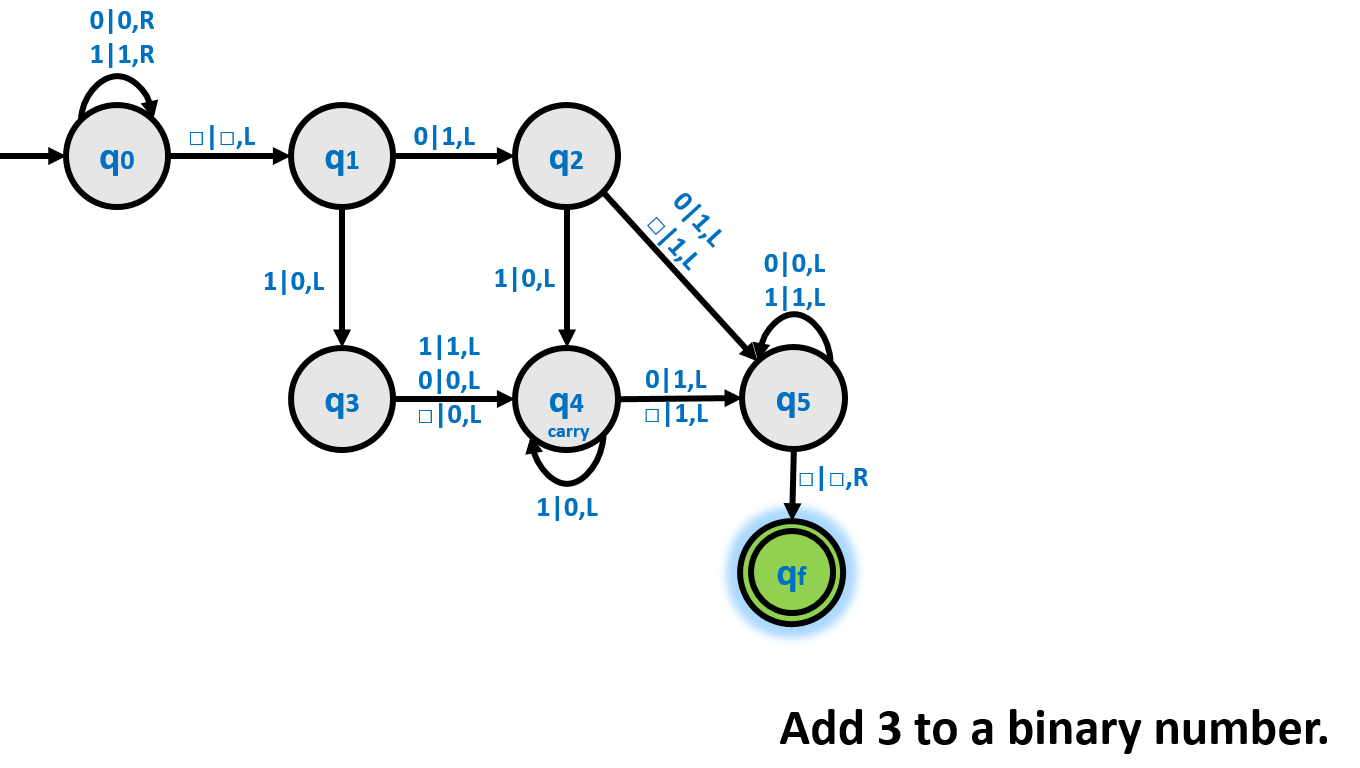 0|0,R
1|1,R
q0
□|□,L
q1
0|1,L
q2
0|1,L
□|1,L
1|0,L
1|0,L
0|0,L
1|1,L
q3
1|1,L
0|0,L
□|0,L
q4
carry
0|1,L
□|1,L
q5
1|0,L
□|□,R
qf
Add 3 to a binary number.